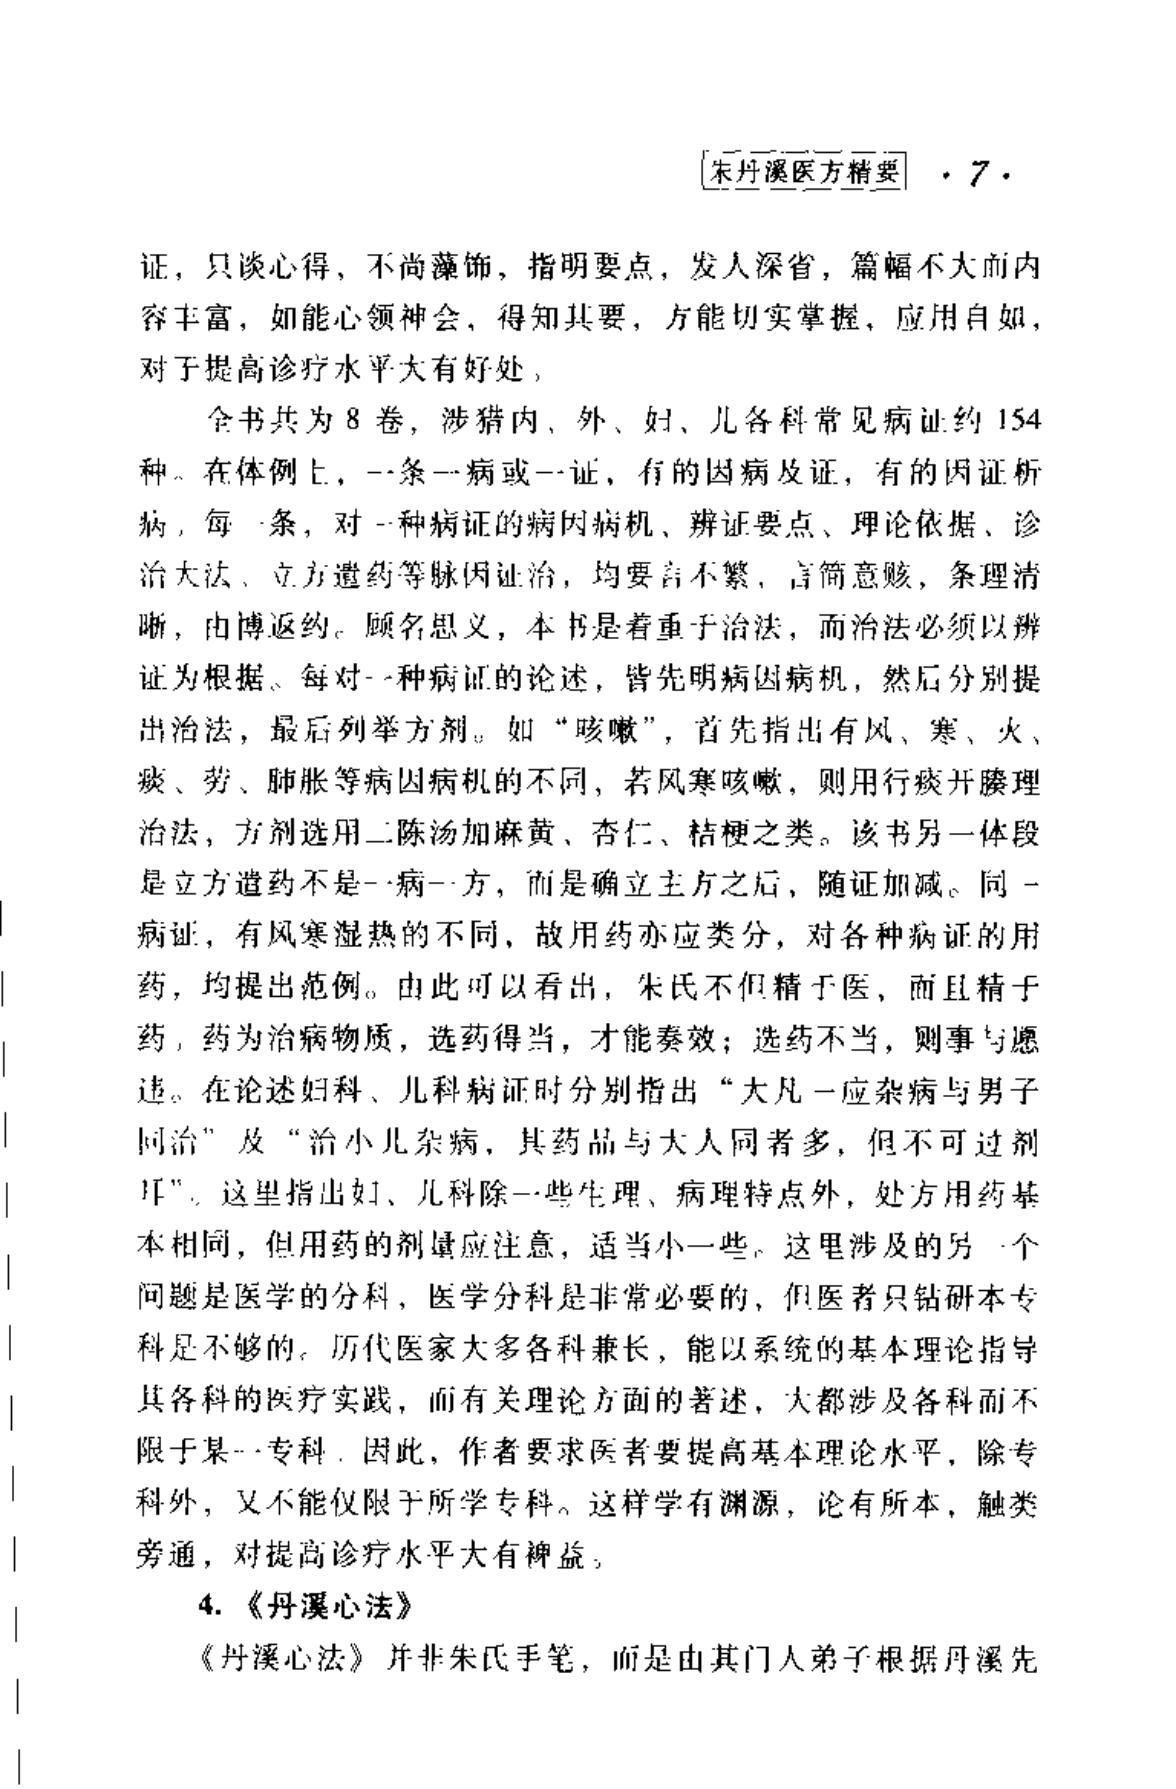 朱丹溪医方精要 ·7·
证，只谈心得，不尚藻饰，指明要点，发人深省，篇幅不大而内
容丰富，如能心领神会，得知其要，方能切实掌握，应用自如，
对于提高诊疗水平大有好处。
全书共为8卷，涉猎内、外、妇、儿各科常见病证约154
种。在体例上，一条一病或一证，有的因病及证，有的因证析
病，每一条，对一种病证的病因病机、辨证要点、理论依据、诊
治大法、立方遣药等脉因证治，均要言不繁，言简意赅，条理清
晰，由博返约。顾名思义，本书是着重于治法，而治法必须以辨
证为根据。每对一种病证的论述，皆先明病因病机，然后分别提
出治法，最后列举方剂。如“咳嗽”，首先指出有风、寒、火、
痰、劳、肺胀等病因病机的不同，若风寒咳嗽，则用行痰开腠理
治法，方剂选用二陈汤加麻黄、杏仁、桔梗之类。该书另一体段
是立方遣药不是一病一方，而是确立主方之后，随证加减。同一
病证，有风寒湿热的不同，故用药亦应类分，对各种病证的用
药，均提出范例。由此可以看出，朱氏不但精于医，而且精于
药，药为治病物质，选药得当，才能奏效；选药不当，则事与愿
违。在论述妇科、儿科病证时分别指出“大凡一应杂病与男子
同治”及“治小儿杂病，其药品与大人同者多，但不可过剂
耳”。这里指出妇、儿科除一些生理、病理特点外，处方用药基
本相同，但用药的剂量应注意，适当小一些。这里涉及的另一个
问题是医学的分科，医学分科是非常必要的，但医者只钻研本专
科是不够的。历代医家大多各科兼长，能以系统的基本理论指导
其各科的医疗实践，而有关理论方面的著述，大都涉及各科而不
限于某一专科．因此，作者要求医者要提高基本理论水平，除专
科外，又不能仅限于所学专科。这样学有渊源，论有所本，触类
旁通，对提高诊疗水平大有裨益。
4.《丹溪心法》
《丹溪心法》并非朱氏手笔，而是由其门人弟子根据丹溪先